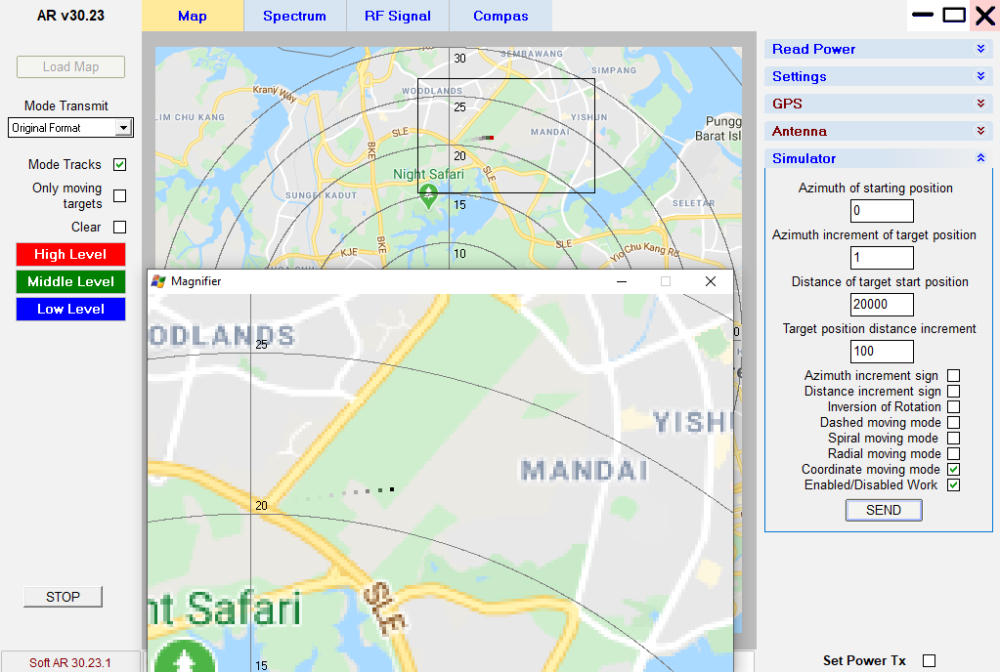 AR v30.23
Map
Spectrum
RF Signal
Compas
Load Map
Mode Transmit
Original Format
Mode Tracks
Only moving
targets
Clear
High Level
Middle Level
Low Level
STOP
Soft AR 30.23.1
30
SEMBAWANG
SIMPANG
Kranji Way
WOODLANDS
25
LIM CHU KANG
YISHUN
Pungg
Barat Isl
SLE
MANDAI
BKE
20
Night Safari
SLE
SUNGEI KADUT
15
SELETAR
BKE
SLE
KJE
10
Yio Chu Kang Rd
Magnifier
ODLANDS
25
YISHU
MANDAI
20
SLE
ht Safari
15
Read Power
Settings
GPS
Antenna
Simulator
Azimuth of starting position
0
Azimuth increment of target position
1
Distance of target start position
20000
Target position distance increment
100
Azimuth increment sign
Distance increment sign
Inversion of Rotation
Dashed moving mode
Spiral moving mode
Radial moving mode
Coordinate moving mode
Enabled/Disabled Work
SEND
Set Power Tx